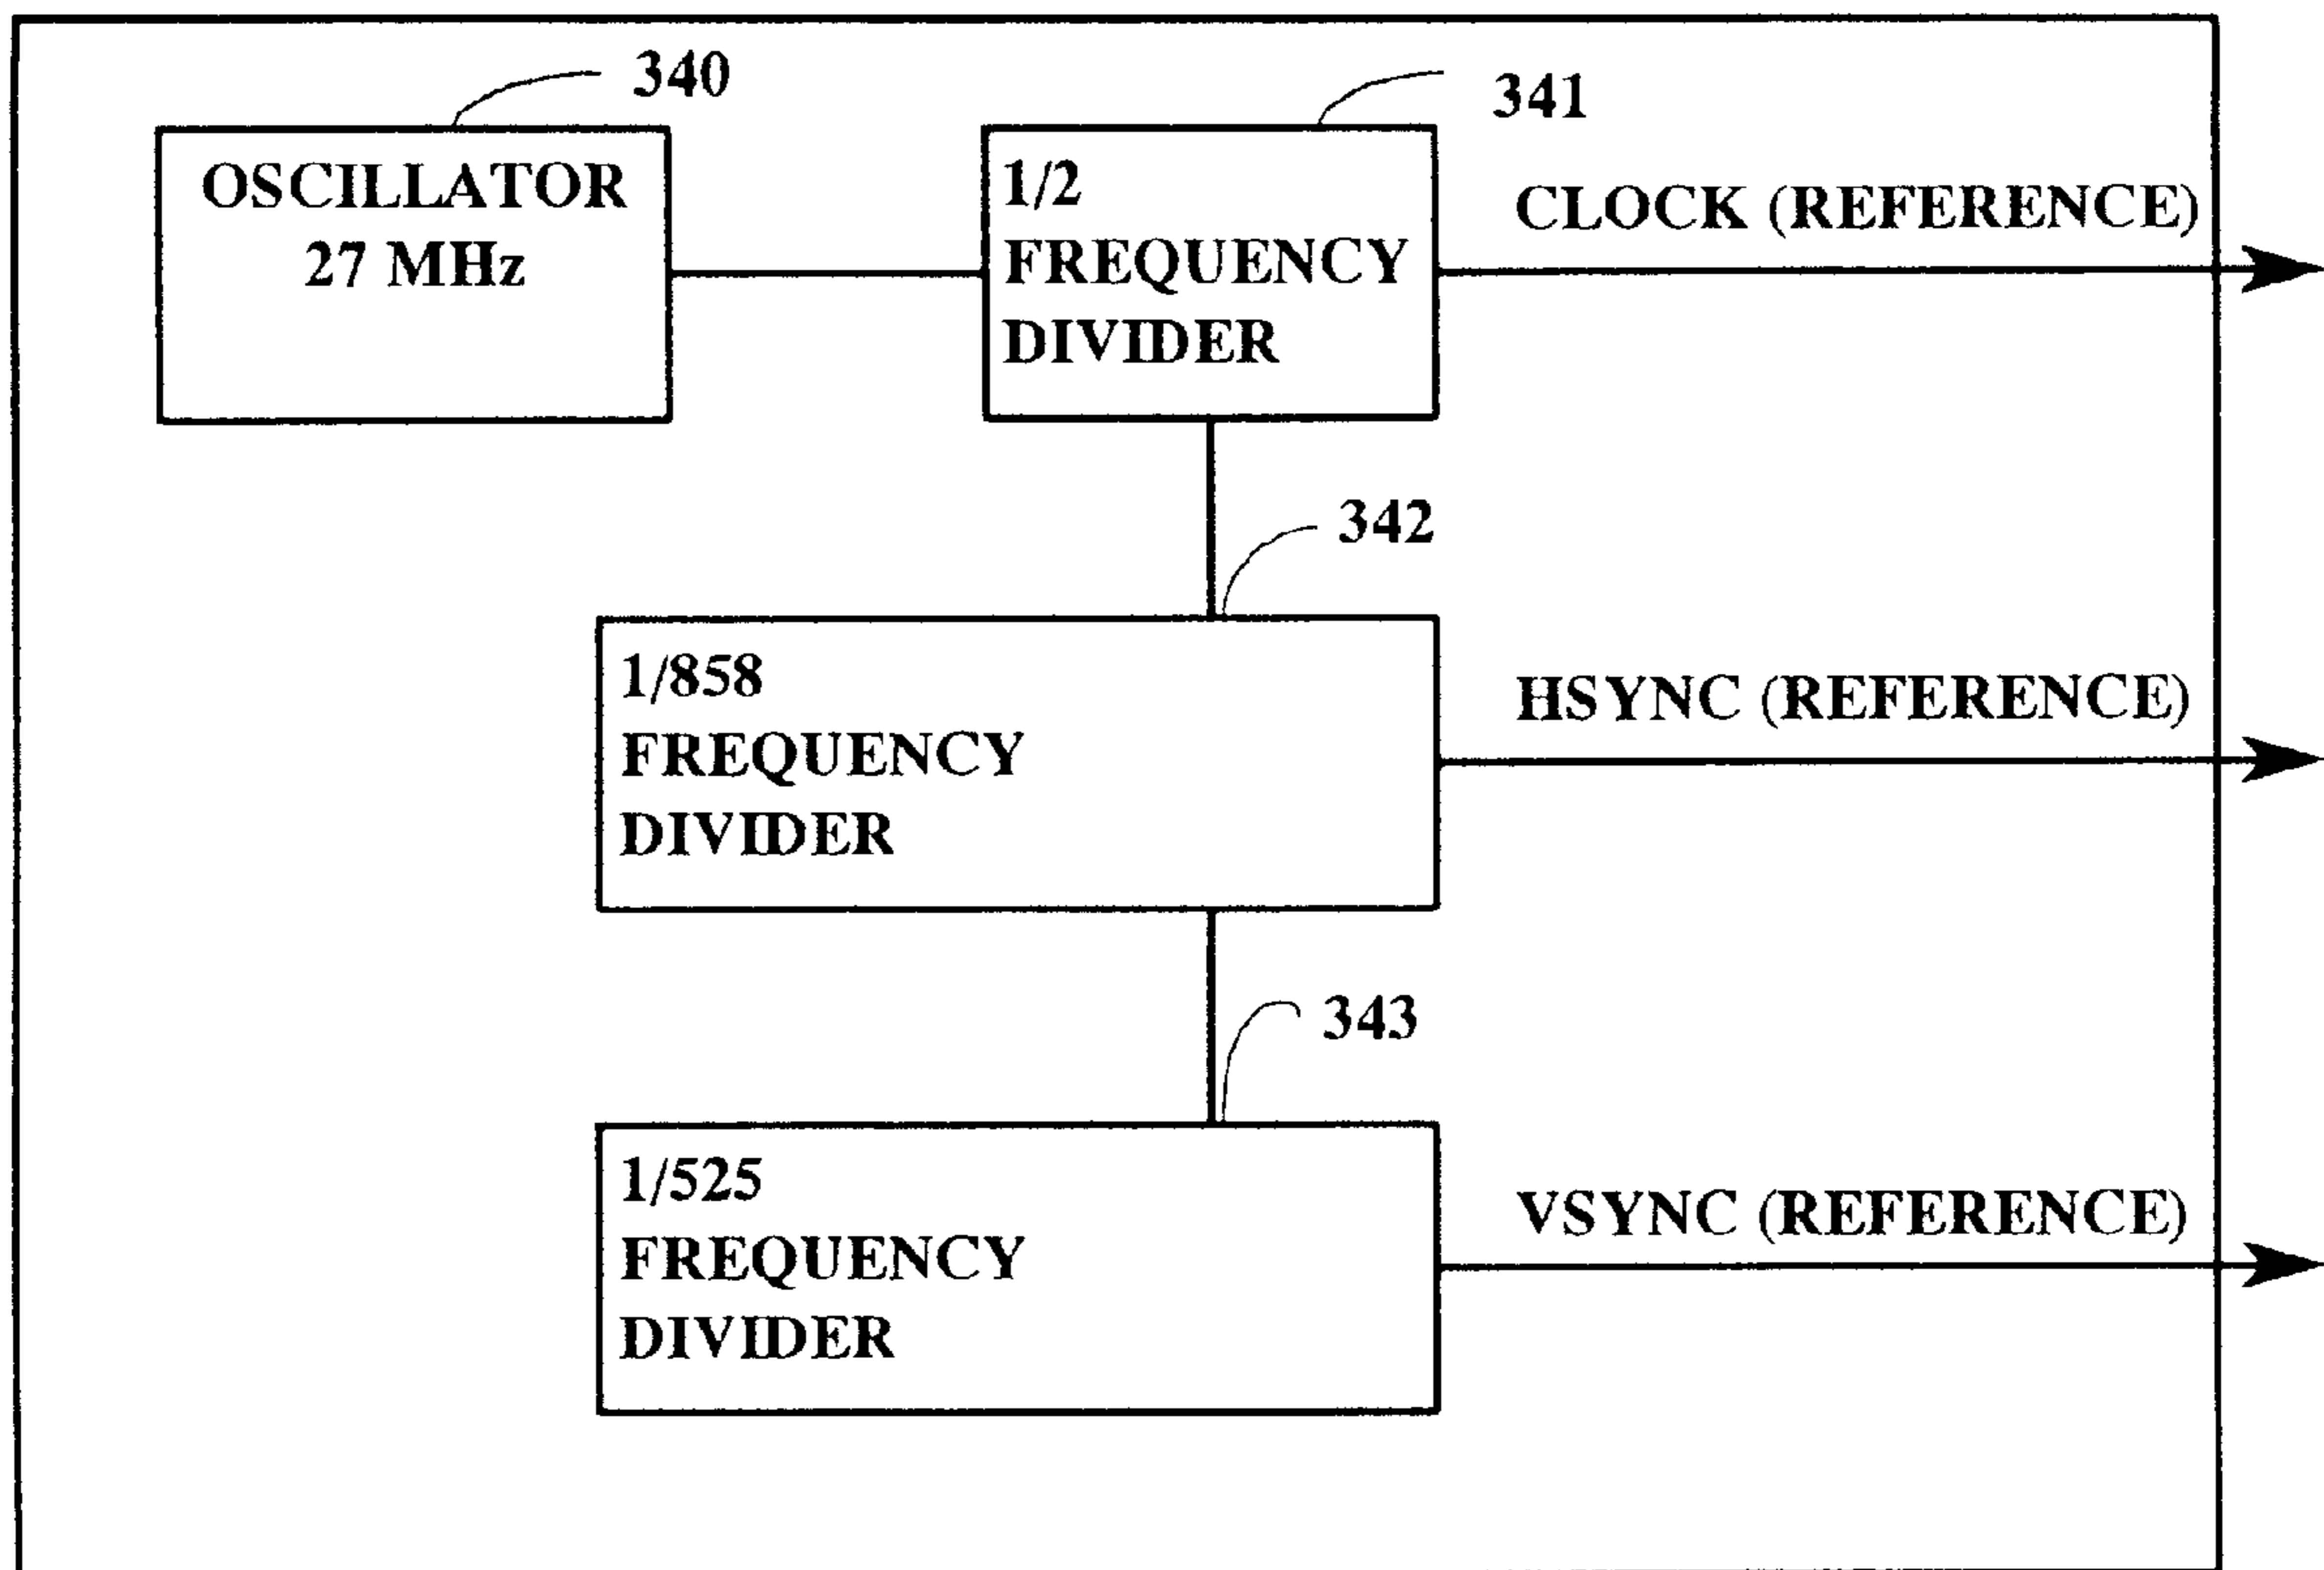 340
341
OSCILLATOR
27 MHz
1/2
FREQUENCY
DIVIDER
CLOCK (REFERENCE)
342
1/858
FREQUENCY
DIVIDER
HSYNC (REFERENCE)
343
1/525
FREQUENCY
DIVIDER
VSYNC (REFERENCE)